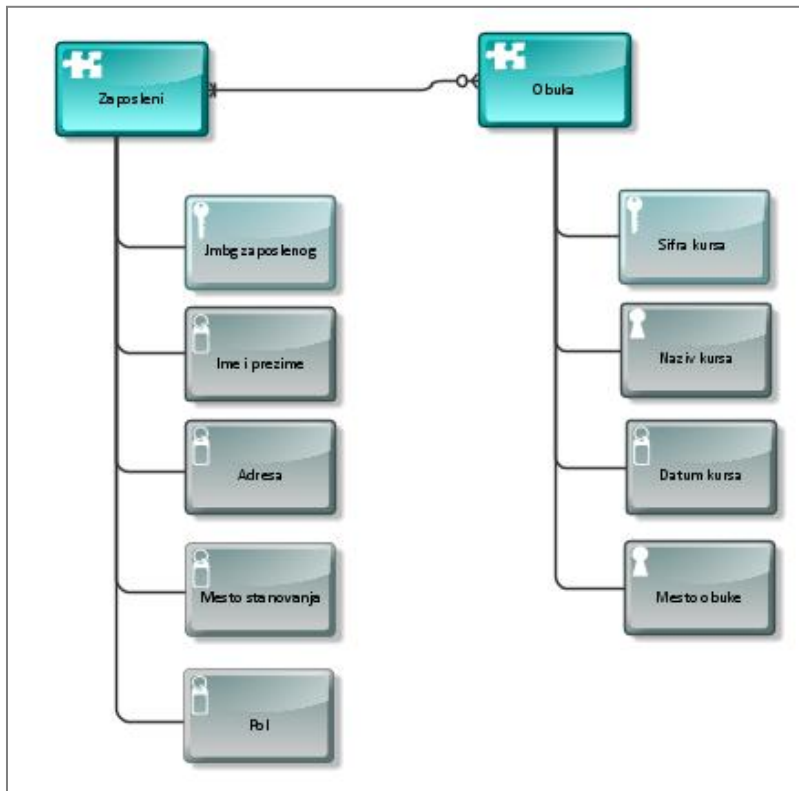 Zaposleni
Obuka
Jmbg zaposlenog
Ime i prezime
Adresa
Mesto stanovanja
Pol
Sifra kursa
Naziv kursa
Datum kursa
Mesto obuke